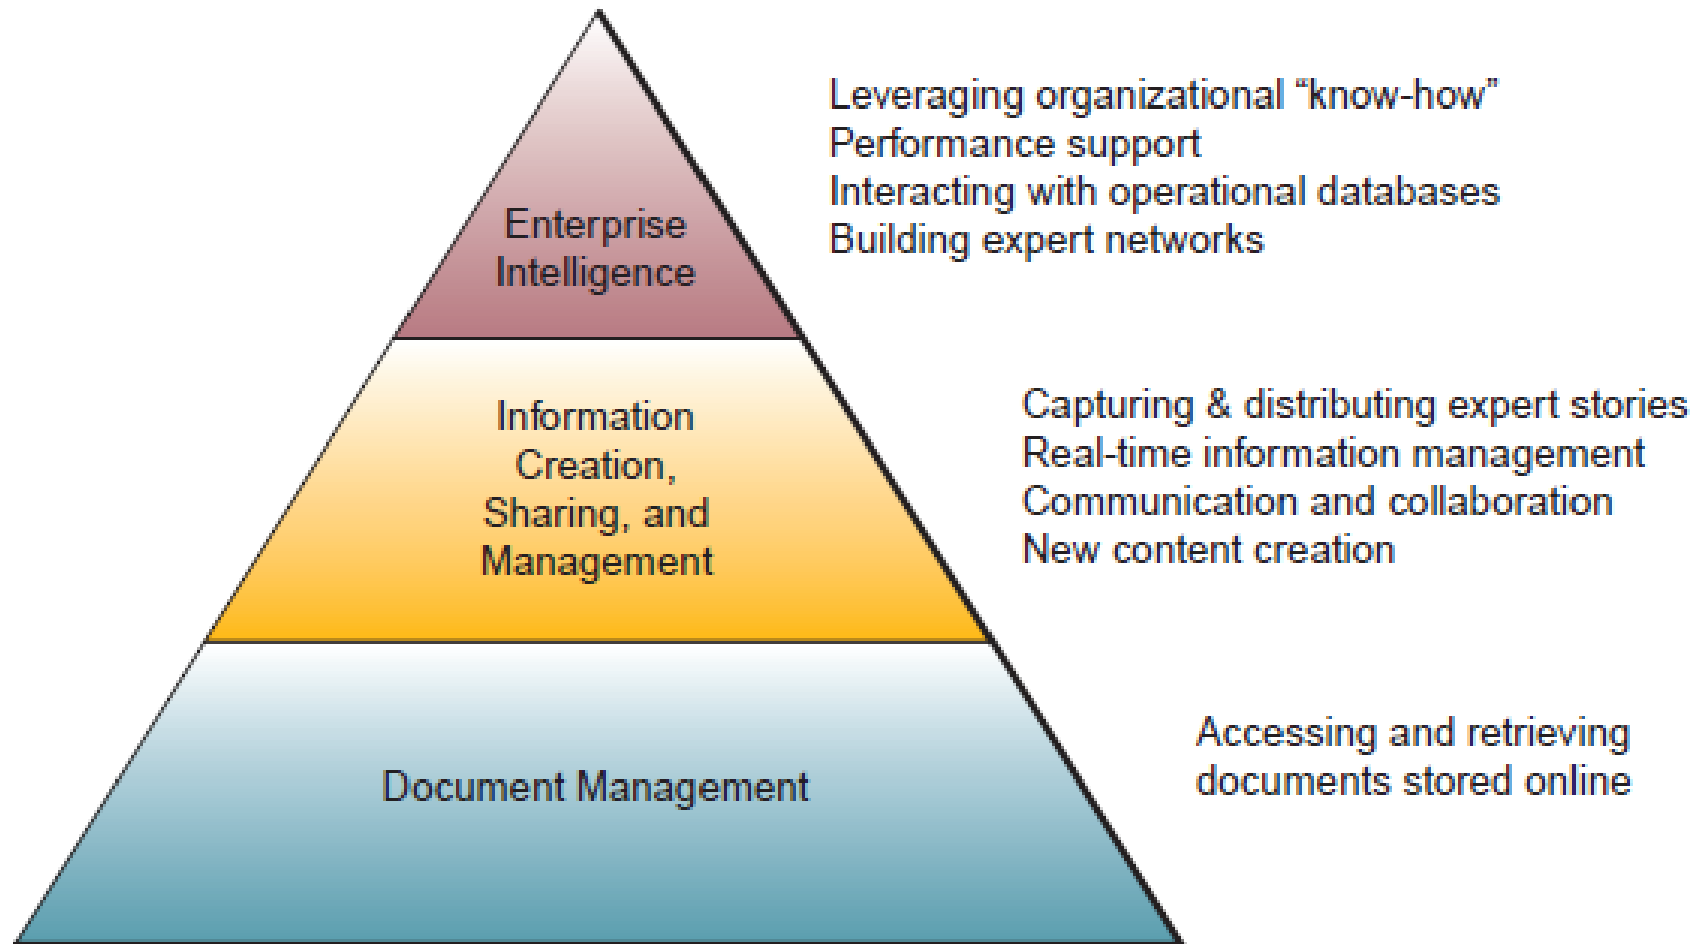 Enterprise
Intelligence
Leveraging organizational “know-how”
Performance support
Interacting with operational databases
Building expert networks
Information
Creation,
Sharing, and
Management
Capturing & distributing expert stories
Real-time information management
Communication and collaboration
New content creation
Document Management
Accessing and retrieving
documents stored online